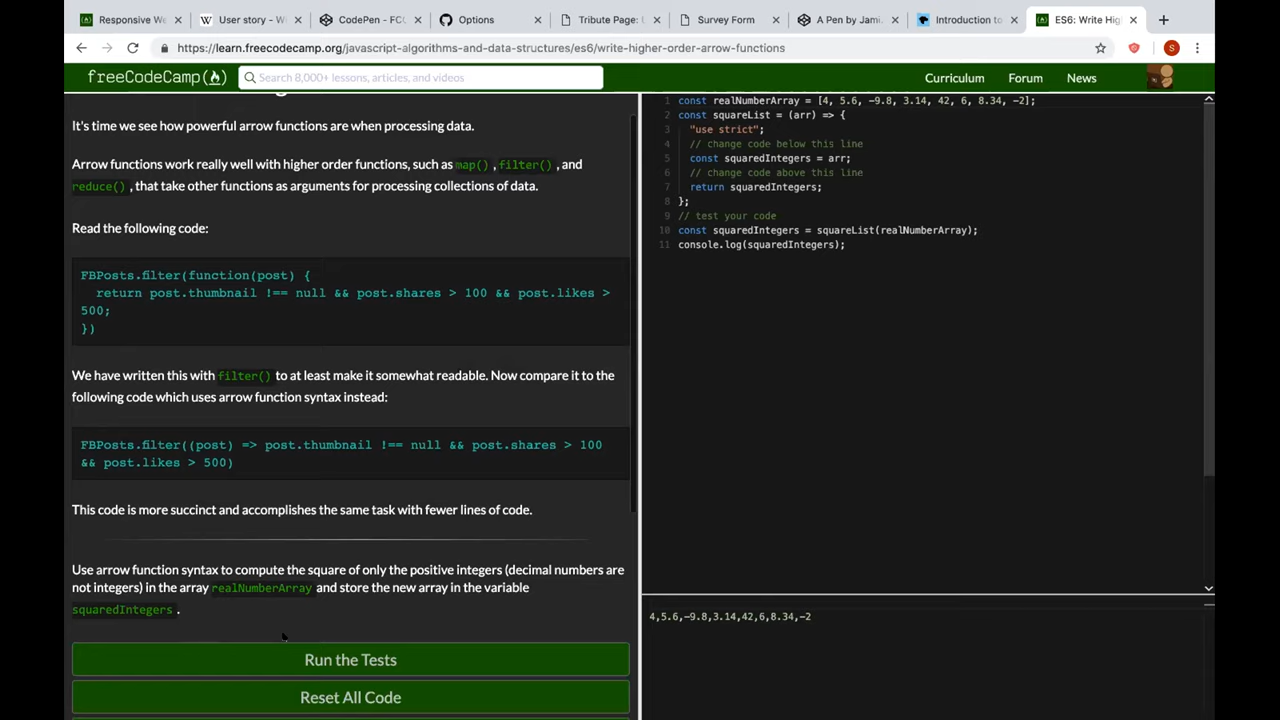 Responsive We
User story - Wi
CodePen - FCC
Options
Tribute Page:
Survey Form
A Pen by Jami
Introduction to
ES6: Write Hig
https://learn.freecodecamp.org/javascript-algorithms-and-data-structures/es6/write-higher-order-arrow-functions
S
freeCodeCamp
Search 8,000+ lessons, articles, and videos
Curriculum
Forum
News
It's time we see how powerful arrow functions are when processing data.
Arrow functions work really well with higher order functions, such as map() , filter() , and
reduce() , that take other functions as arguments for processing collections of data.
Read the following code:
FBPosts.filter(function(post) {
return post.thumbnail !== null && post.shares > 100 && post.likes >
500;
})
We have written this with filter() to at least make it somewhat readable. Now compare it to the
following code which uses arrow function syntax instead:
FBPosts.filter((post) => post.thumbnail !== null && post.shares > 100
&& post.likes > 500)
This code is more succinct and accomplishes the same task with fewer lines of code.
Use arrow function syntax to compute the square of only the positive integers (decimal numbers are
not integers) in the array realNumberArray and store the new array in the variable
squaredIntegers .
Run the Tests
Reset All Code
1 const realNumberArray = [4, 5.6, -9.8, 3.14, 42, 6, 8.34, -2];
2 const squareList = (arr) => {
3 "use strict";
4 // change code below this line
5 const squaredIntegers = arr;
6 // change code above this line
7 return squaredIntegers;
8 };
9 // test your code
10 const squaredIntegers = squareList(realNumberArray);
11 console.log(squaredIntegers);
4,5.6,-9.8,3.14,42,6,8.34,-2